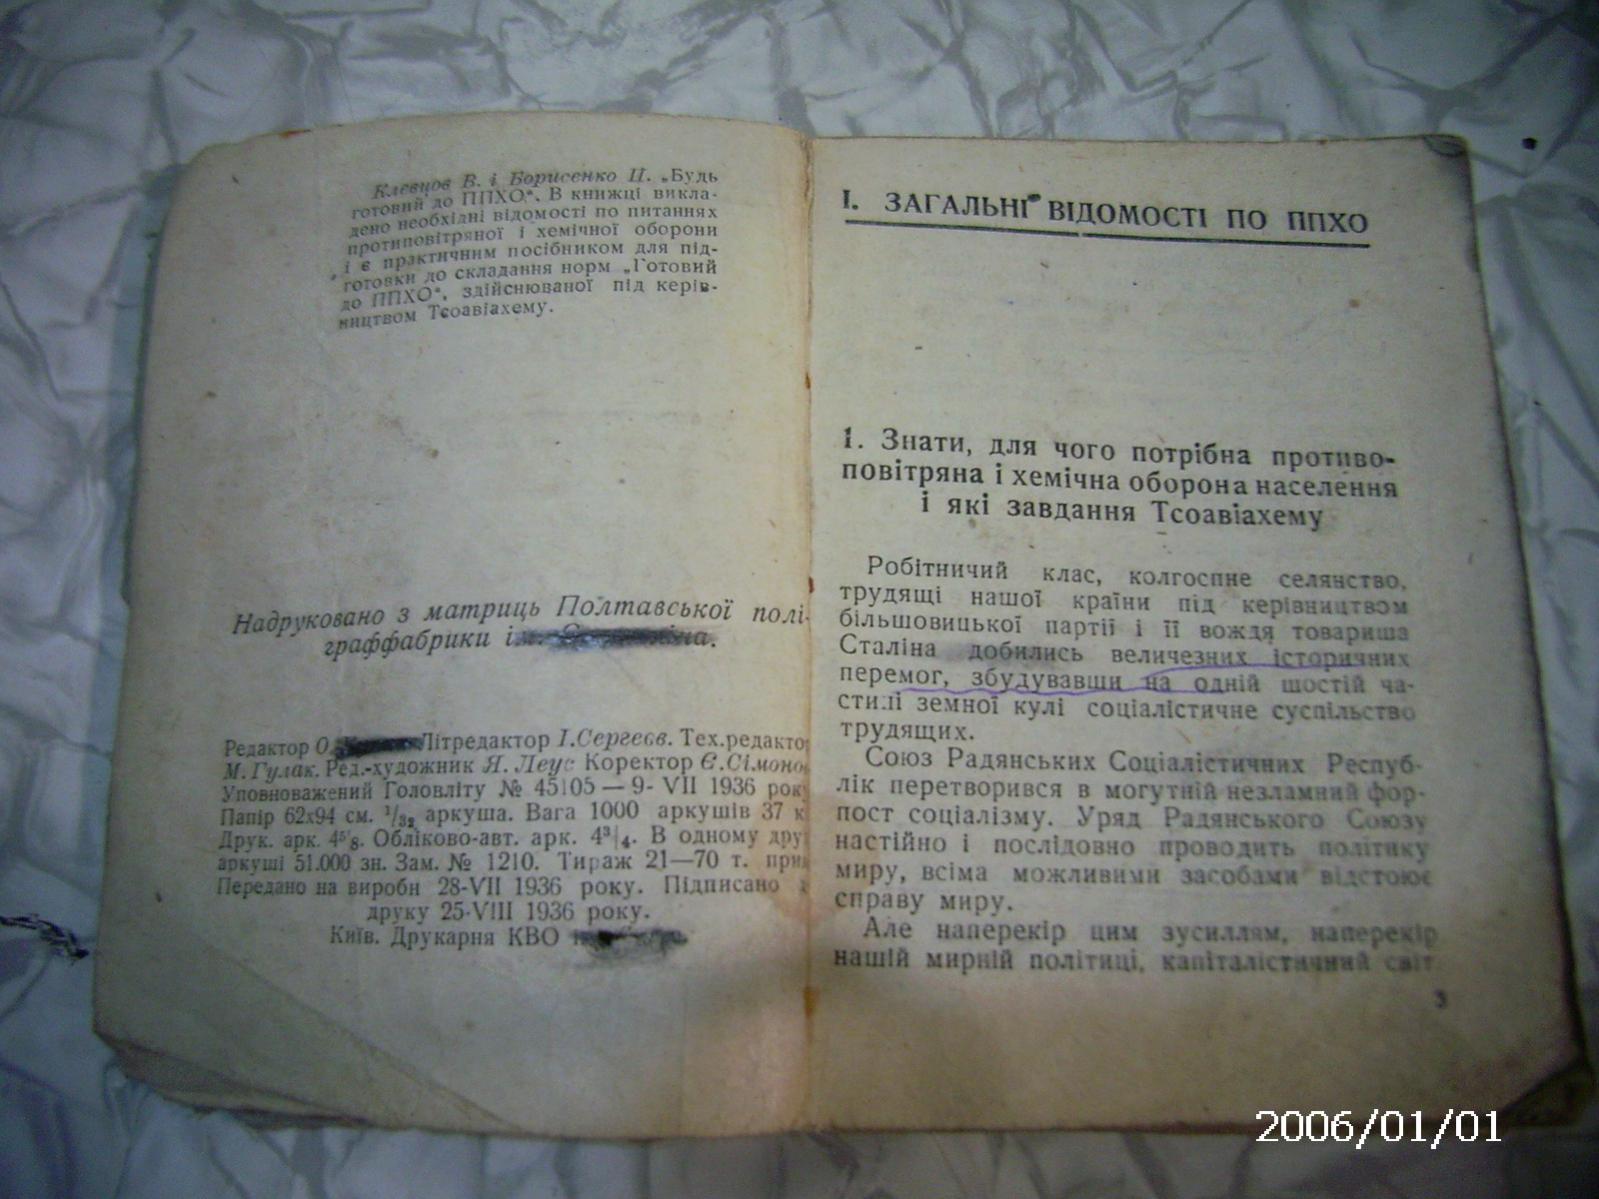 Клевцов В. і Борисенко П. „Будь
готовий до ППХО“. В книжці викла-
дено необхідні відомості по питаннях
протиповітряної і хемічної оборони
і є практичним посібником для під-
готовки до складання норм „Готовий
до ППХО“, здійснюваної під керів-
ництвом Тсоавіахему.
Надруковано з матриць Полтавської полі-
граффабрики ім.
Редактор О. Літредактор І. Сергеєв. Тех.редакто
М. Гулак. Ред.-художник Я. Леус Коректор Є. Сімоно
Уповноважений Головліту № 45105 — 9- VII 1936 рок
Папір 62х94 см. 1/32 аркуша. Вага 1000 аркушів 37 к
Друк. арк. 4⁵/8. Обліково-авт. арк. 4³/4. В одному дру
аркуші 51.000 зн. Зам. № 1210. Тираж 21—70 т. прим
Передано на виробн 28-VII 1936 року. Підписано
друку 25-VIII 1936 року.
Київ. Друкарня КВО
І. ЗАГАЛЬНІ ВІДОМОСТІ ПО ППХО
1. Знати, для чого потрібна противо-
повітряна і хемічна оборона населення
і які завдання Тсоавіахему
Робітничий клас, колгоспне селянство,
трудящі нашої країни під керівництвом
більшовицької партії і її вождя товариша
Сталіна добились величезних історичних
перемог, збудувавши на одній шостій ча-
стині земної кулі соціалістичне суспільство
трудящих.
Союз Радянських Соціалістичних Респуб-
лік перетворився в могутній незламний фор-
пост соціалізму. Уряд Радянського Союзу
настійно і послідовно проводить політику
миру, всіма можливими засобами відстоює
справу миру.
Але наперекір цим зусиллям, наперекір
нашій мирній політиці, капіталістичний світ
3
2006/01/01